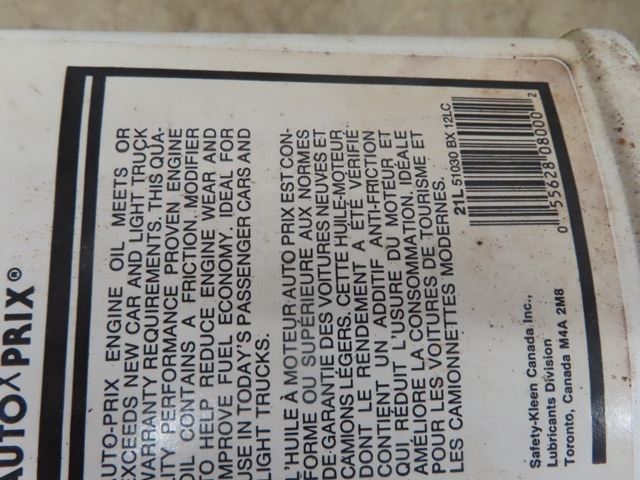 AUTO X PRIX®
AUTO-PRIX ENGINE OIL MEETS OR
EXCEEDS NEW CAR AND LIGHT TRUCK
WARRANTY REQUIREMENTS. THIS QUA-
LITY PERFORMANCE PROVEN ENGINE
OIL CONTAINS A FRICTION MODIFIER
TO HELP REDUCE ENGINE WEAR AND
IMPROVE FUEL ECONOMY. IDEAL FOR
USE IN TODAY'S PASSENGER CARS AND
LIGHT TRUCKS.
L'HUILE À MOTEUR AUTO PRIX EST CON-
FORME OU SUPÉRIEURE AUX NORMES
DE GARANTIE DES VOITURES NEUVES ET
CAMIONS LÉGERS. CETTE HUILE-MOTEUR
DONT LE RENDEMENT A ÉTÉ VÉRIFIÉ
CONTIENT UN ADDITIF ANTI-FRICTION
QUI RÉDUIT L'USURE DU MOTEUR ET
AMÉLIORE LA CONSOMMATION. IDÉALE
POUR LES VOITURES DE TOURISME ET
LES CAMIONNETTES MODERNES.
21L 51030 BX 12LC
0 55628 08000 2
Safety-Kleen Canada Inc.,
Lubricants Division
Toronto, Canada M4A 2M8